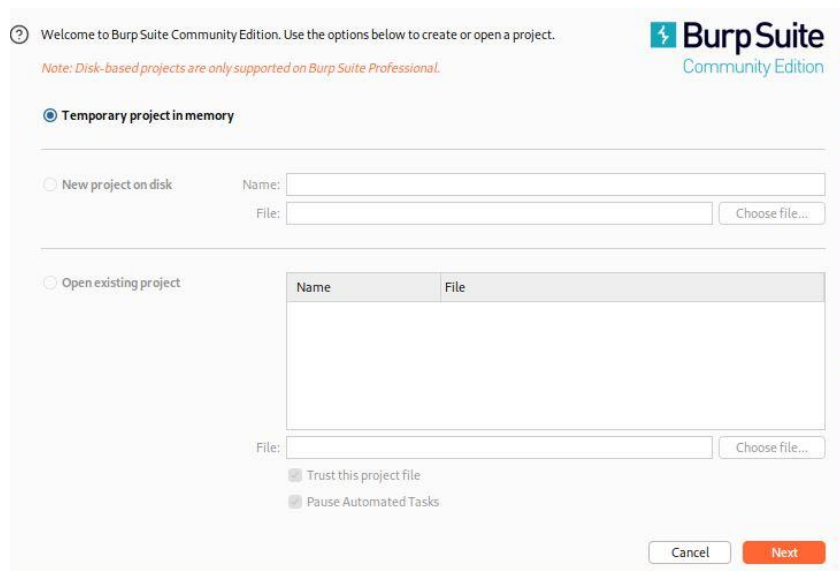 Welcome to Burp Suite Community Edition. Use the options below to create or open a project.
Burp Suite
Community Edition
Note: Disk-based projects are only supported on Burp Suite Professional.
Temporary project in memory
New project on disk Name:
File: Choose file...
Open existing project Name File
File: Choose file...
Trust this project file
Pause Automated Tasks
Cancel Next